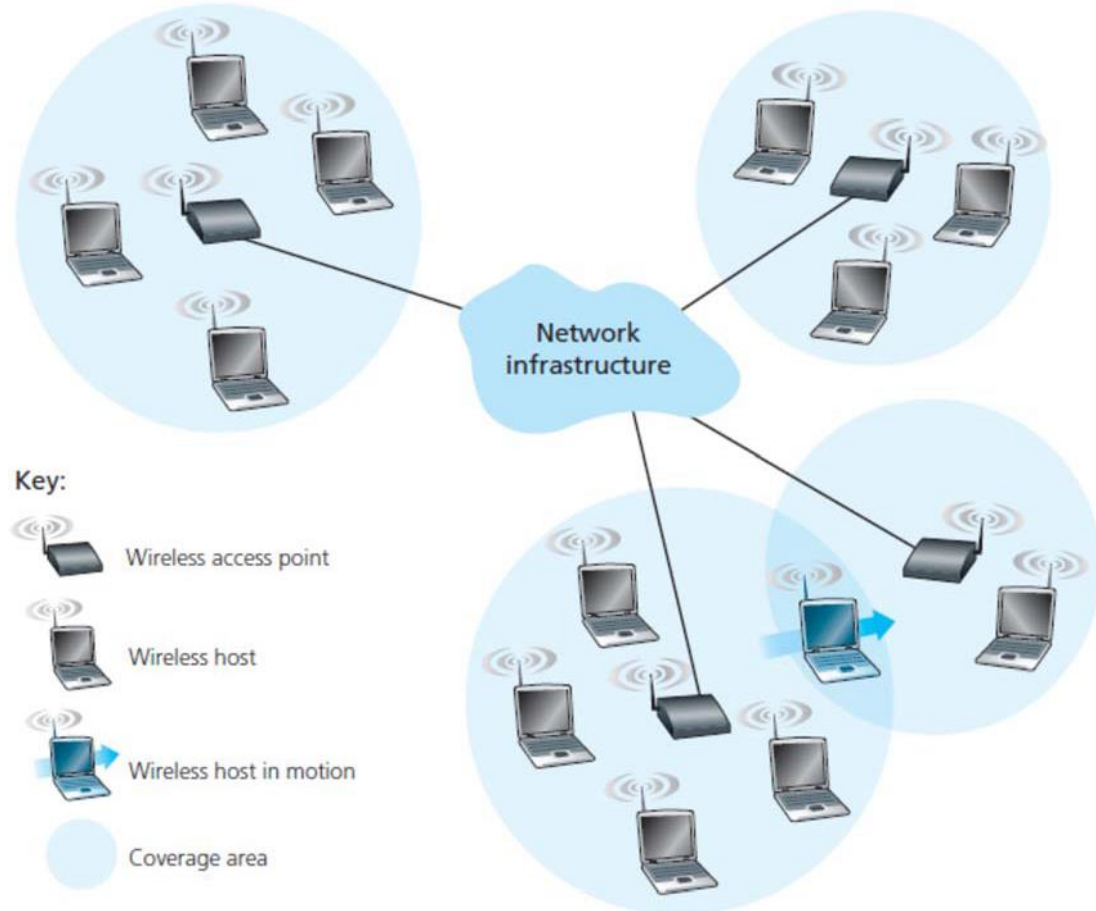 Network
infrastructure
Key:
Wireless access point
Wireless host
Wireless host in motion
Coverage area